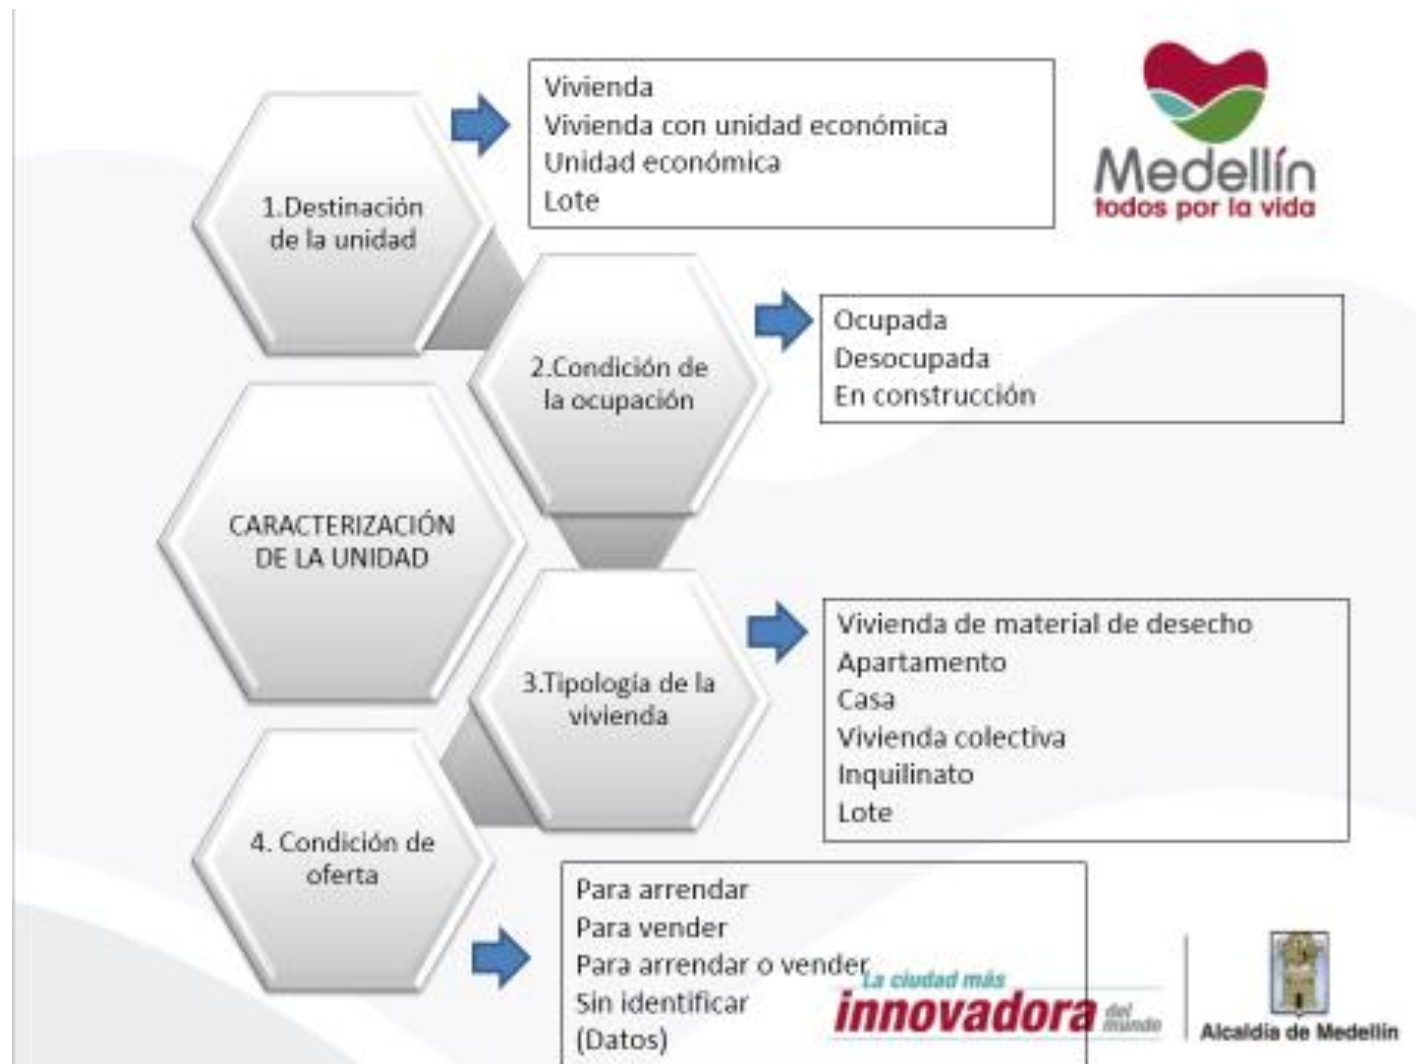 Vivienda
Vivienda con unidad económica
Unidad económica
Lote
Medellín
todos por la vida
1.Destinación
de la unidad
Ocupada
Desocupada
En construcción
2.Condición de
la ocupación
CARACTERIZACIÓN
DE LA UNIDAD
Vivienda de material de desecho
Apartamento
Casa
Vivienda colectiva
Inquilinato
Lote
3.Tipología de la
vivienda
4. Condición de
oferta
Para arrendar
Para vender
Para arrendar o vender
Sin identificar
(Datos)
La ciudad más
innovadora del
mundo
Alcaldía de Medellín